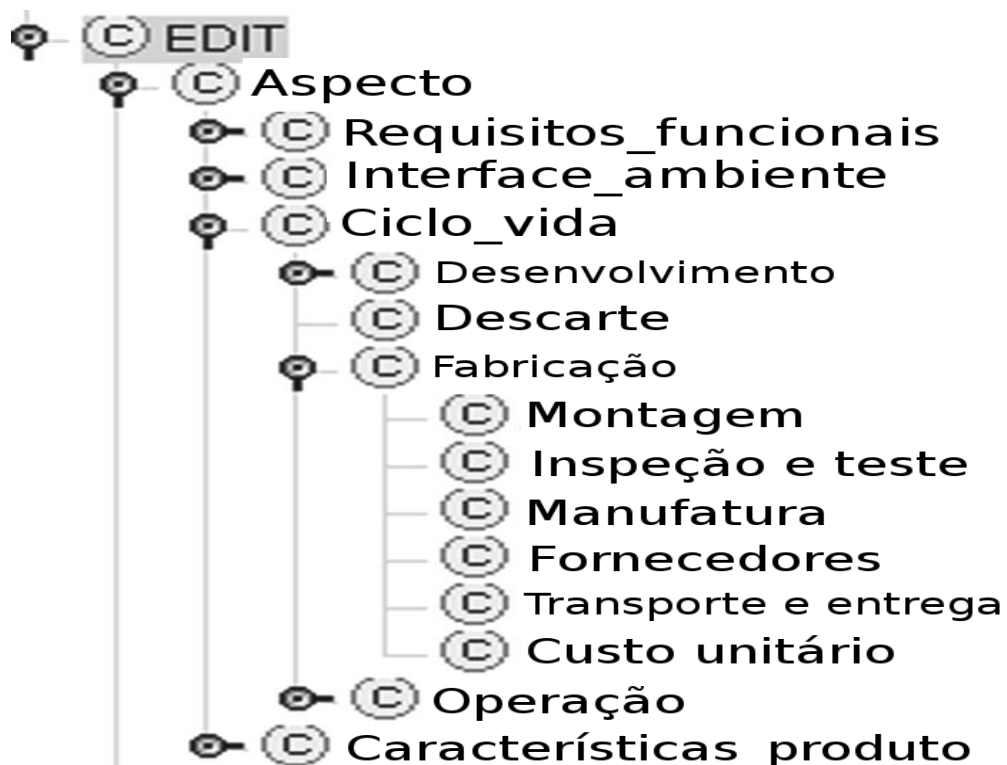 © EDIT
© Aspecto
© Requisitos_funcionais
© Interface_ambiente
© Ciclo_vida
© Desenvolvimento
© Descarte
© Fabricação
© Montagem
© Inspeção e teste
© Manufatura
© Fornecedores
© Transporte e entrega
© Custo unitário
© Operação
© Características_produto